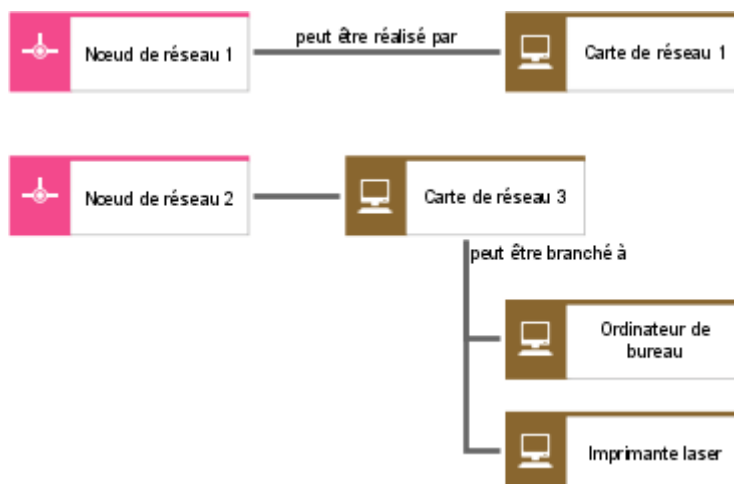 Nœud de réseau 1
peut être réalisé par
Carte de réseau 1
Nœud de réseau 2
Carte de réseau 3
peut être branché à
Ordinateur de
bureau
Imprimante laser